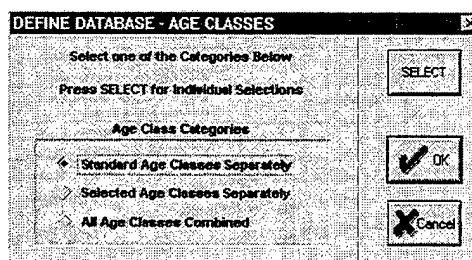 DEFINE DATABASE - AGE CLASSES
Select one of the Categories Below
Press SELECT for Individual Selections
Age Class Categories
Standard Age Classes Separately
Selected Age Classes Separately
All Age Classes Combined
SELECT
OK
Cancel